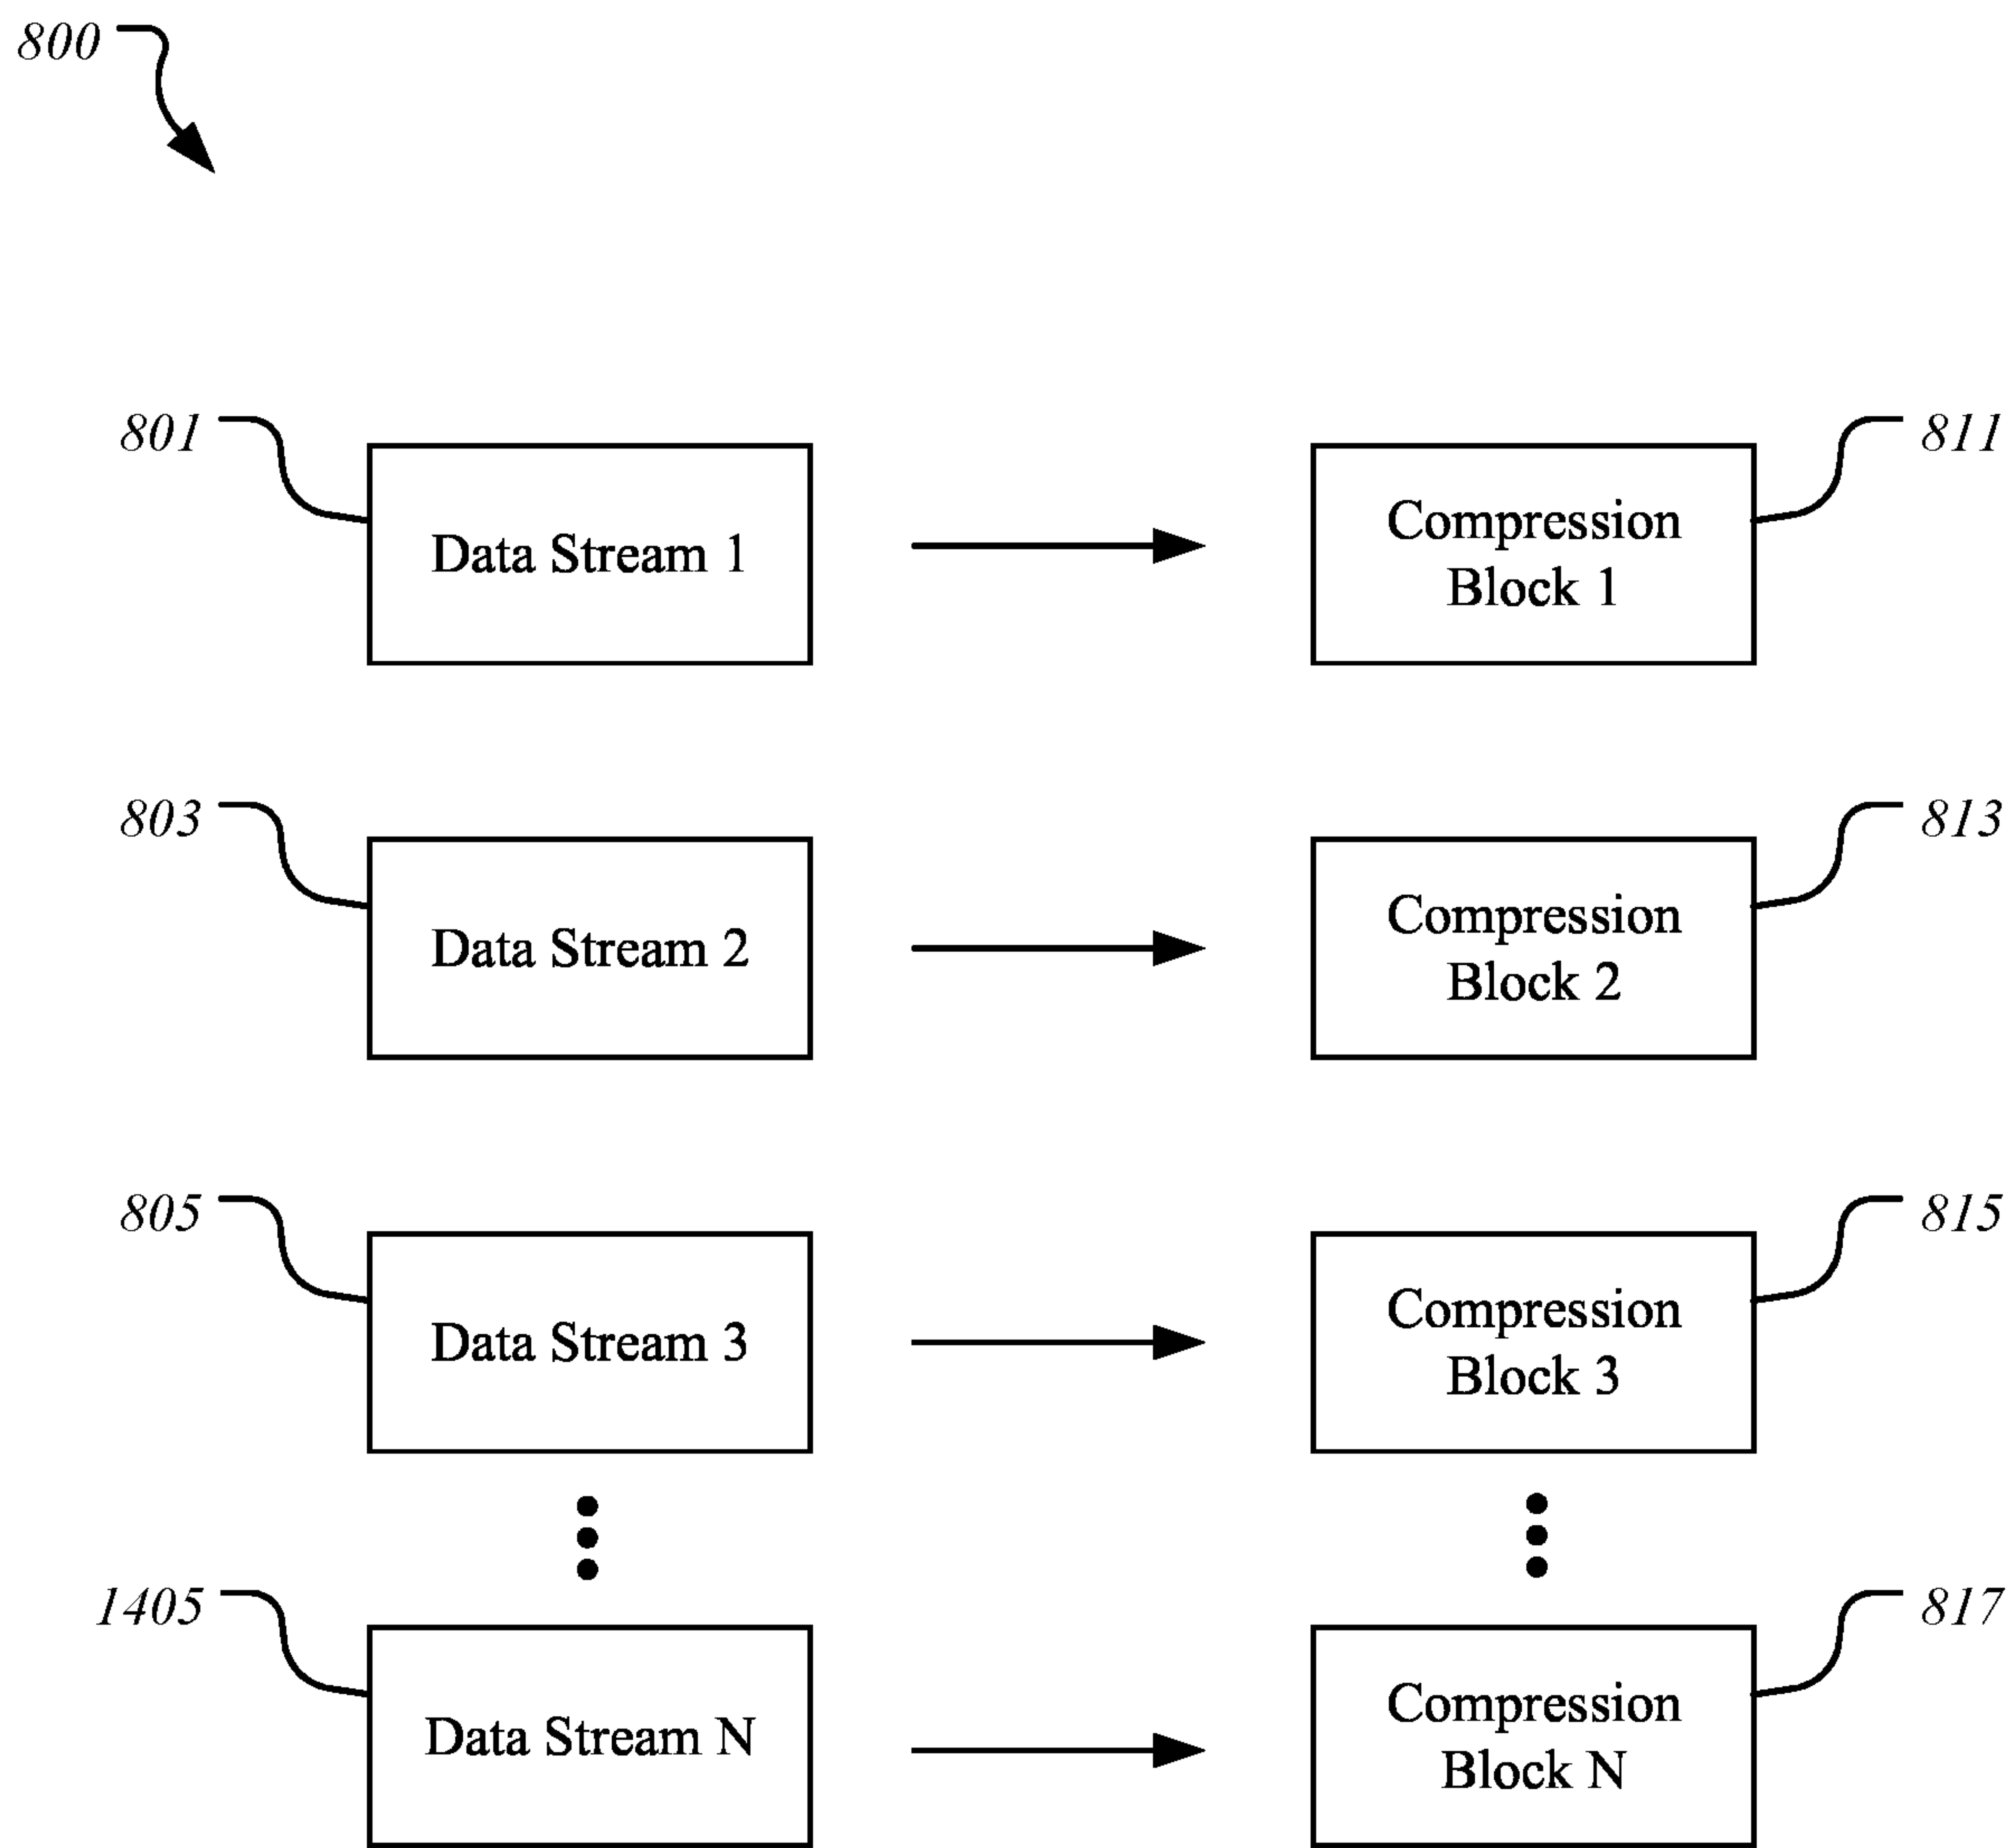 800
801
Data Stream 1
Compression
Block 1
811
803
Data Stream 2
Compression
Block 2
813
805
Data Stream 3
Compression
Block 3
815
1405
Data Stream N
Compression
Block N
817